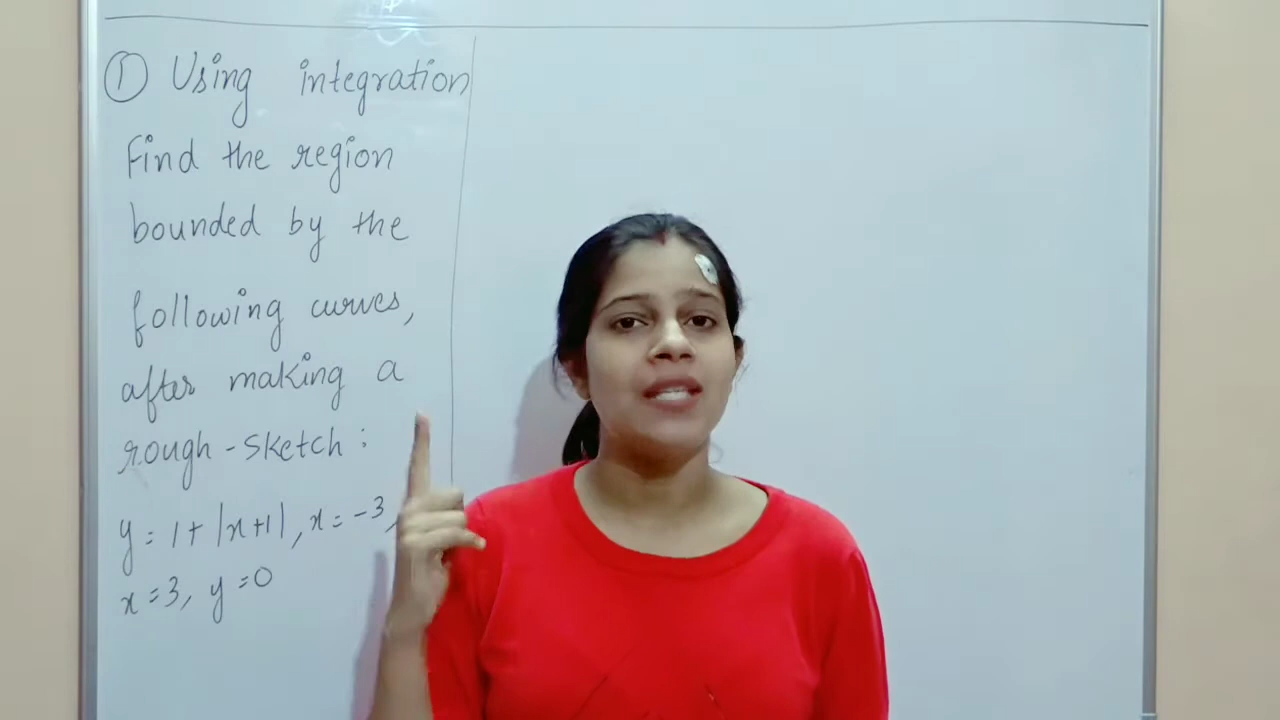 ① Using integration
Find the region
bounded by the
following curves,
after making a
rough-sketch:
y = 1+ |x+1|, x = -3,
x = 3, y = 0